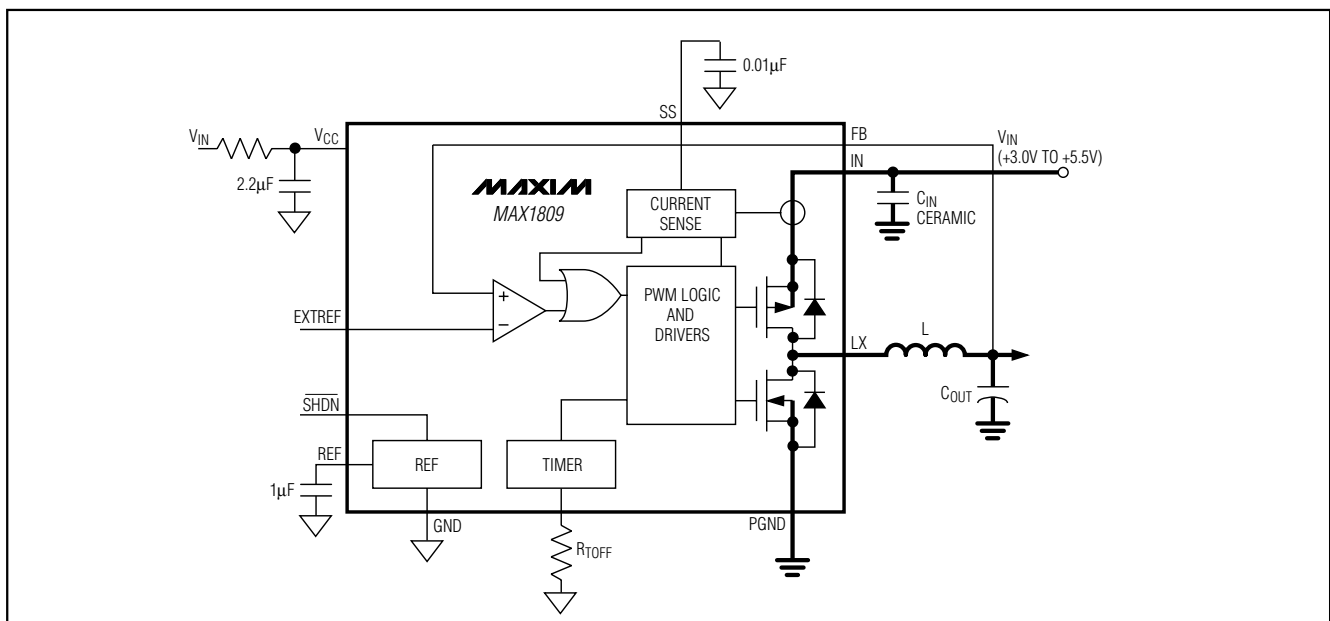 0.01μF
SS
V_IN
V_CC
FB
V_IN
(+3.0V TO +5.5V)
IN
2.2μF
MAXIM
MAX1809
CURRENT
SENSE
C_IN
CERAMIC
+
−
PWM LOGIC
AND
DRIVERS
EXTREF
LX
L
C_OUT
S̅H̅D̅N̅
REF
REF
TIMER
1μF
GND
PGND
R_TOFF